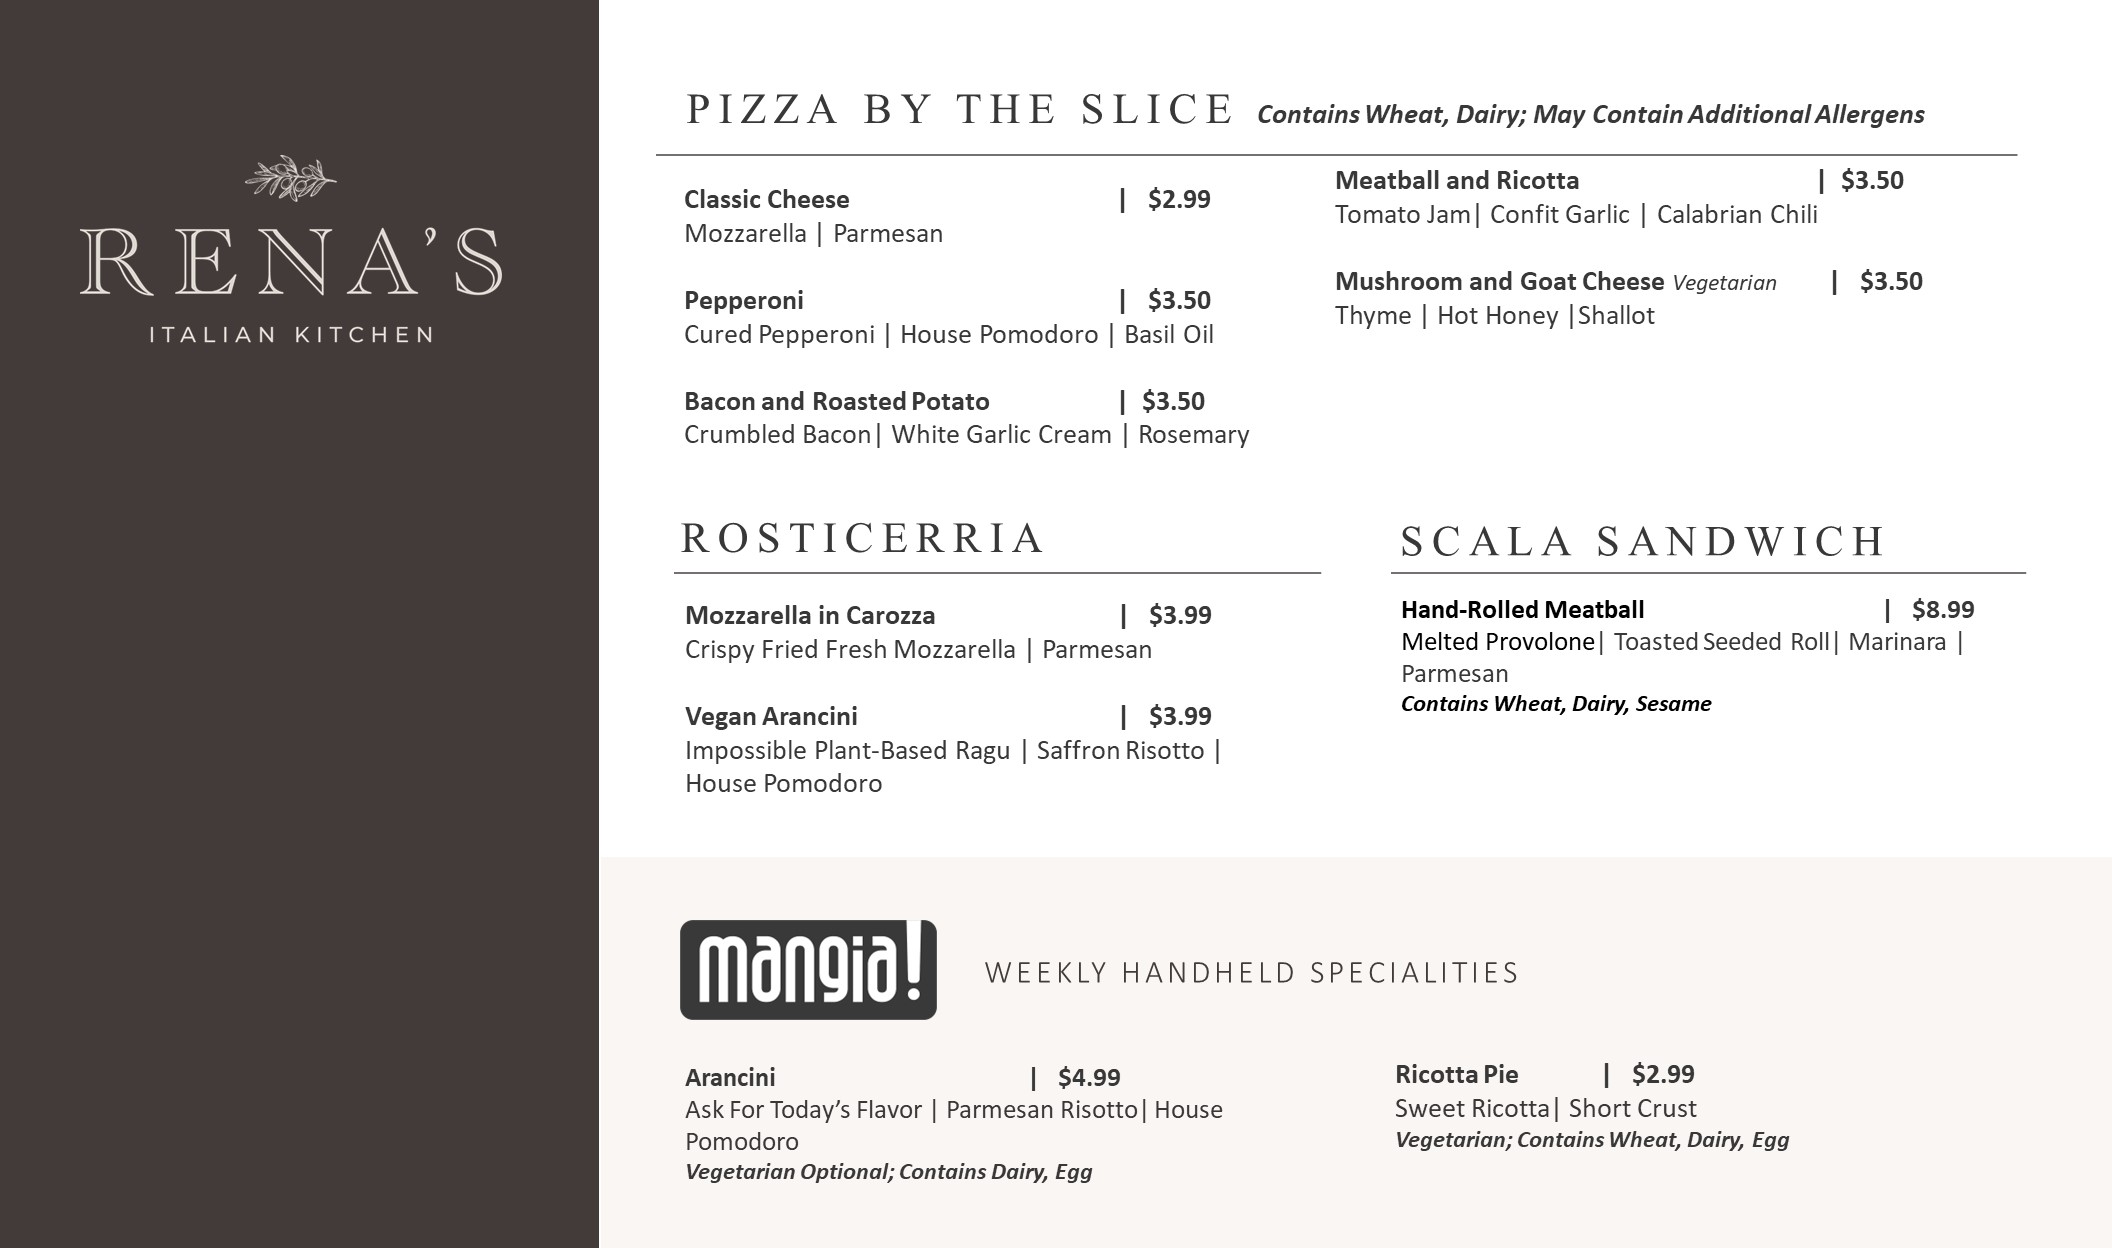 RENA'S
ITALIAN KITCHEN
PIZZA BY THE SLICE Contains Wheat, Dairy; May Contain Additional Allergens
Classic Cheese | $2.99
Mozzarella | Parmesan
Pepperoni | $3.50
Cured Pepperoni | House Pomodoro | Basil Oil
Bacon and Roasted Potato | $3.50
Crumbled Bacon| White Garlic Cream | Rosemary
Meatball and Ricotta | $3.50
Tomato Jam| Confit Garlic | Calabrian Chili
Mushroom and Goat Cheese Vegetarian | $3.50
Thyme | Hot Honey |Shallot
ROSTICERRIA
Mozzarella in Carozza | $3.99
Crispy Fried Fresh Mozzarella | Parmesan
Vegan Arancini | $3.99
Impossible Plant-Based Ragu | Saffron Risotto |
House Pomodoro
SCALA SANDWICH
Hand-Rolled Meatball | $8.99
Melted Provolone| Toasted Seeded Roll| Marinara |
Parmesan
Contains Wheat, Dairy, Sesame
mangia!
WEEKLY HANDHELD SPECIALITIES
Arancini | $4.99
Ask For Today's Flavor | Parmesan Risotto| House
Pomodoro
Vegetarian Optional; Contains Dairy, Egg
Ricotta Pie | $2.99
Sweet Ricotta| Short Crust
Vegetarian; Contains Wheat, Dairy, Egg